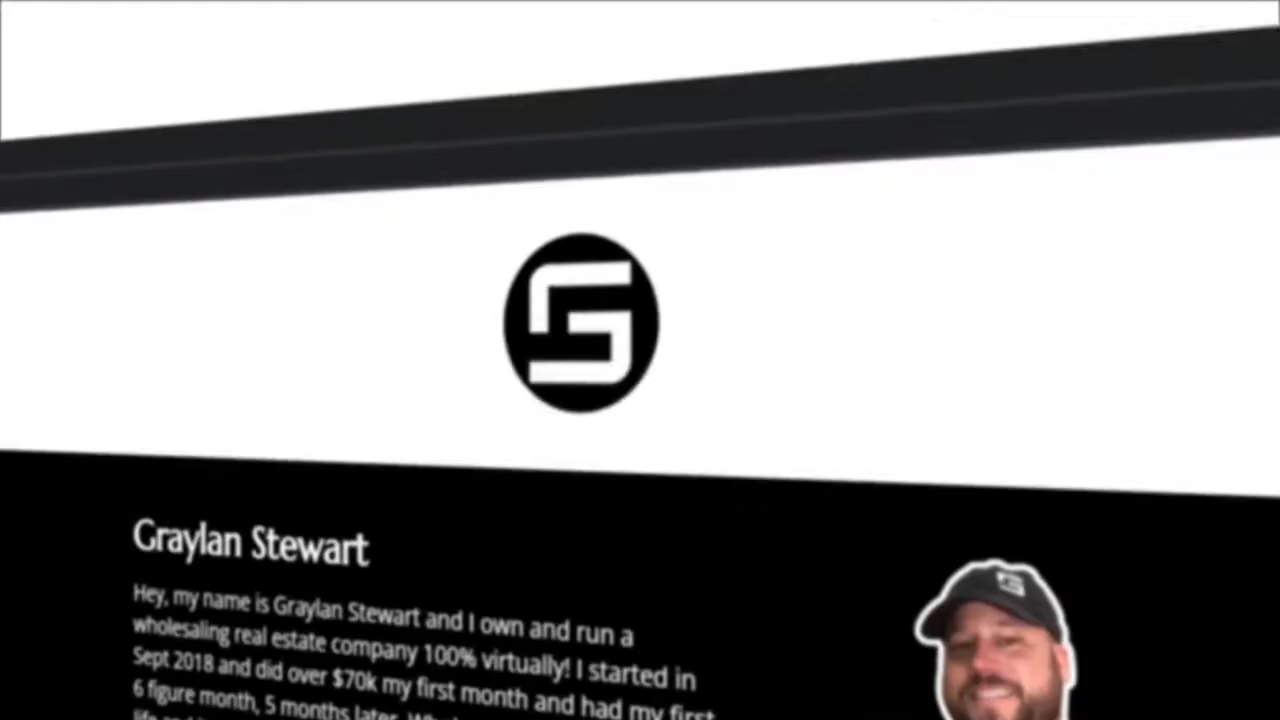 Graylan Stewart
Hey, my name is Graylan Stewart and I own and run a
wholesaling real estate company 100% virtually! I started in
Sept 2018 and did over $70k my first month and had my first
6 figure month, 5 months later.